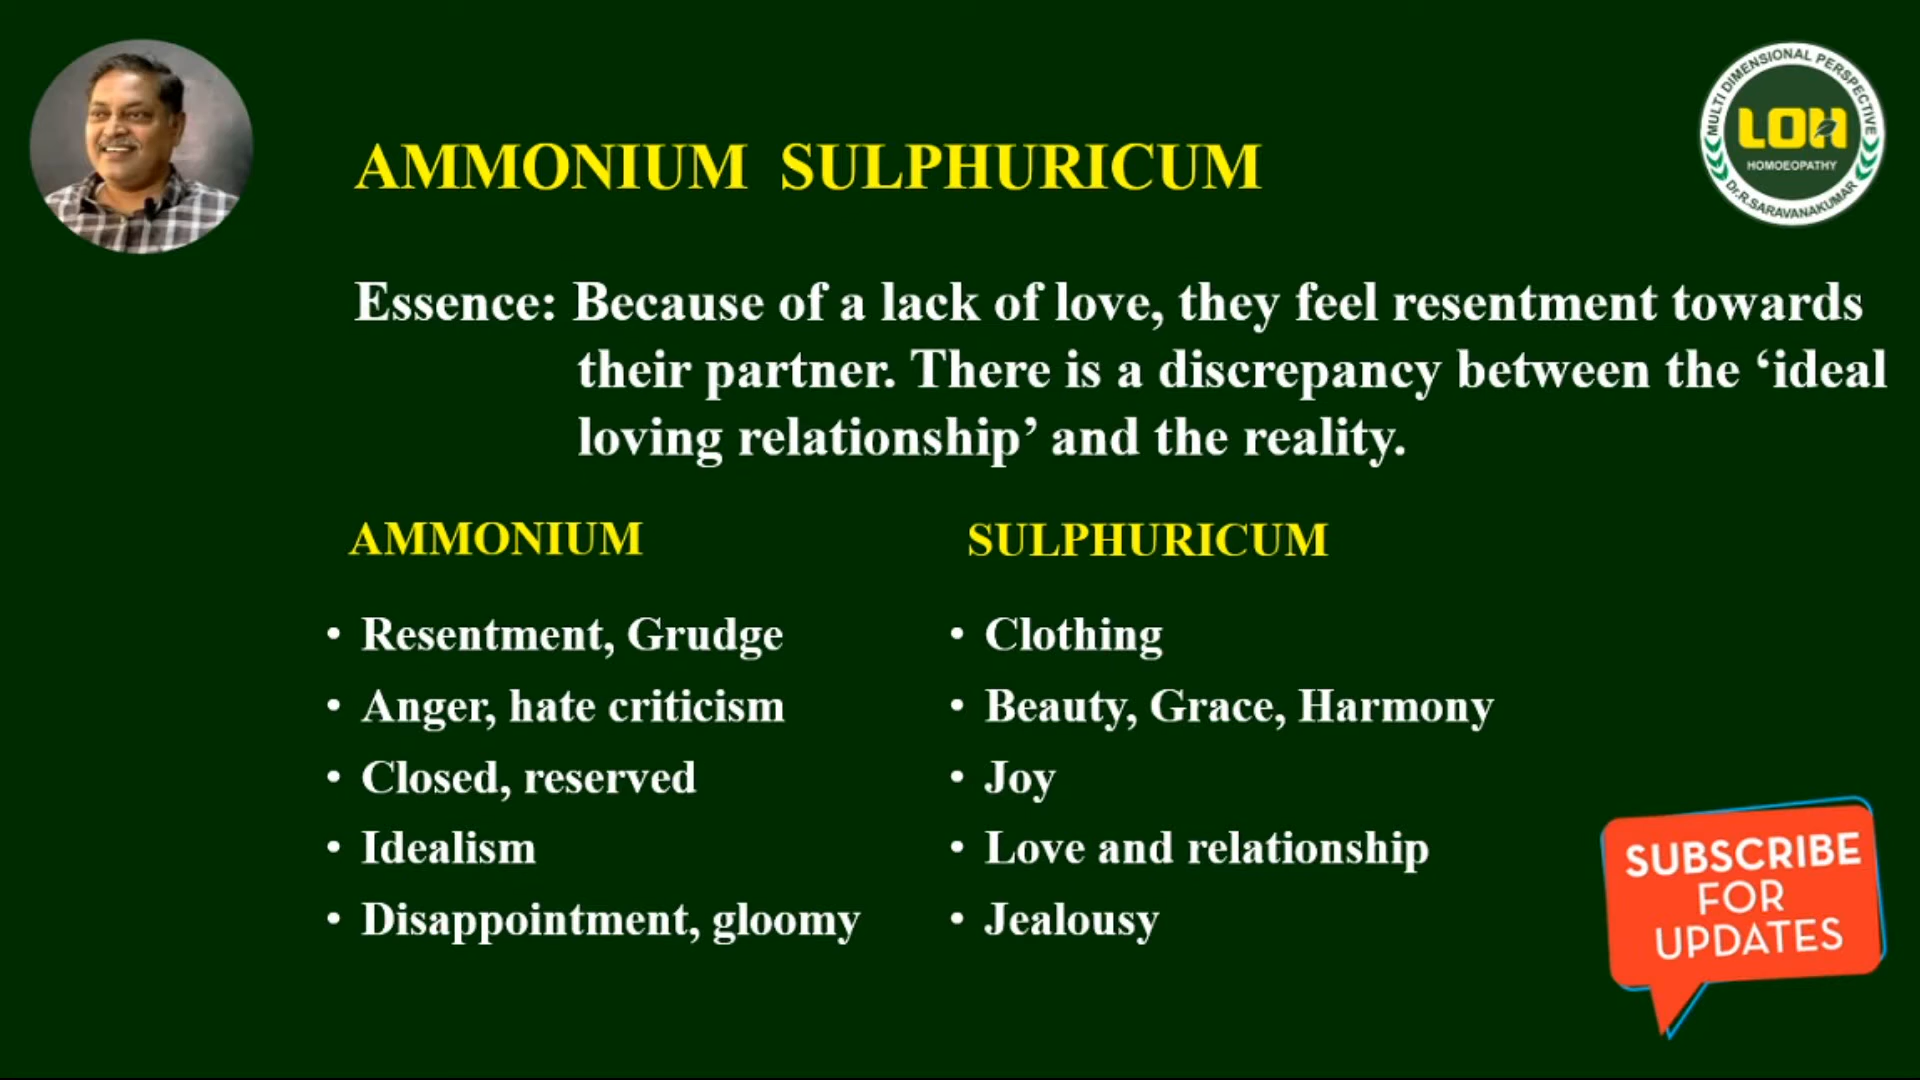 MULTI DIMENSIONAL PERSPECTIVE
LOH
HOMOEOPATHY
Dr.R.SARAVANAKUMAR
AMMONIUM SULPHURICUM
Essence: Because of a lack of love, they feel resentment towards
their partner. There is a discrepancy between the ‘ideal
loving relationship’ and the reality.
AMMONIUM
• Resentment, Grudge
• Anger, hate criticism
• Closed, reserved
• Idealism
• Disappointment, gloomy
SULPHURICUM
• Clothing
• Beauty, Grace, Harmony
• Joy
• Love and relationship
• Jealousy
SUBSCRIBE
FOR
UPDATES